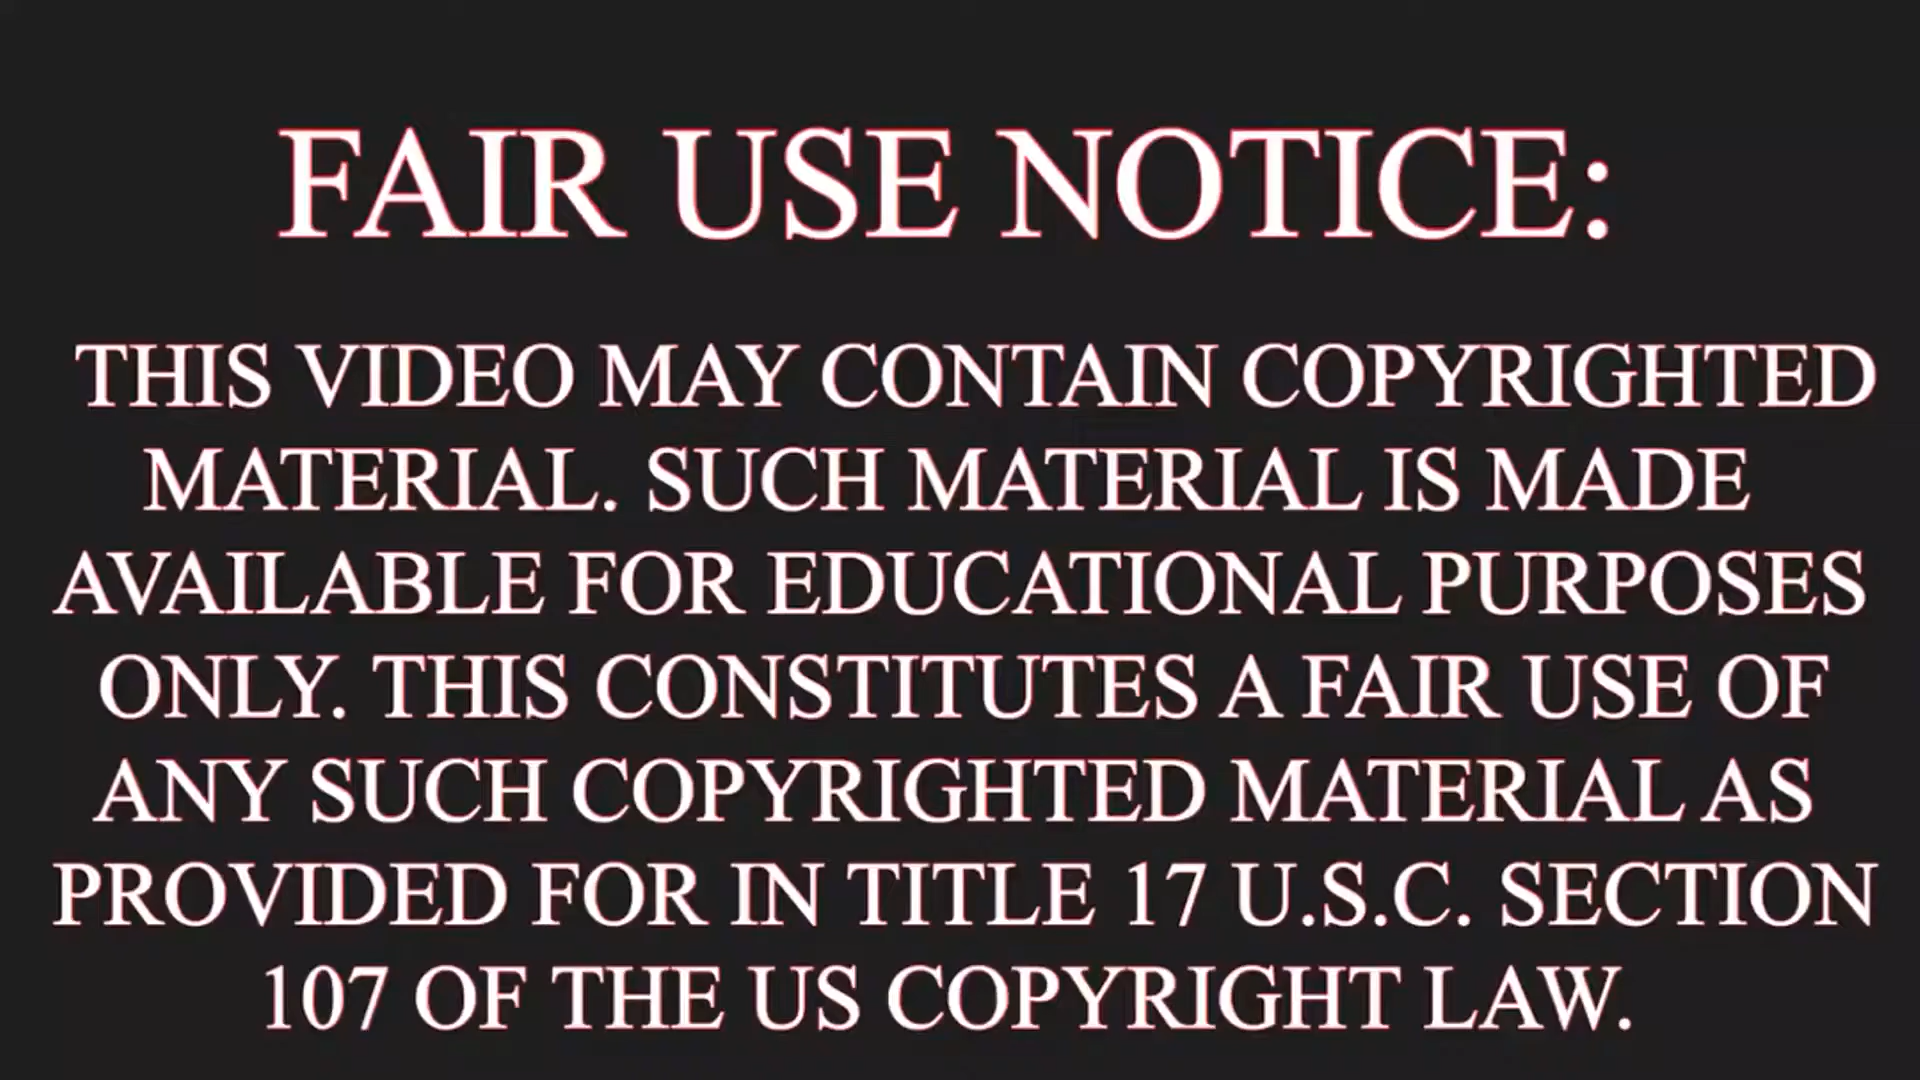 FAIR USE NOTICE:
THIS VIDEO MAY CONTAIN COPYRIGHTED
MATERIAL. SUCH MATERIAL IS MADE
AVAILABLE FOR EDUCATIONAL PURPOSES
ONLY. THIS CONSTITUTES A FAIR USE OF
ANY SUCH COPYRIGHTED MATERIAL AS
PROVIDED FOR IN TITLE 17 U.S.C. SECTION
107 OF THE US COPYRIGHT LAW.